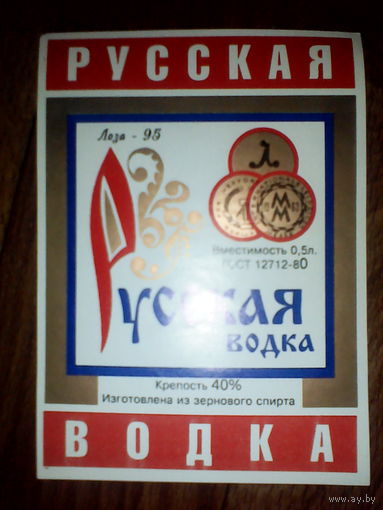 РУССКАЯ
Лоза - 95
Вместимость 0,5л.
ГОСТ 12712-80
Русская
водка
Крепость 40%
Изготовлена из зернового спирта
ВОДКА
www.ay.by